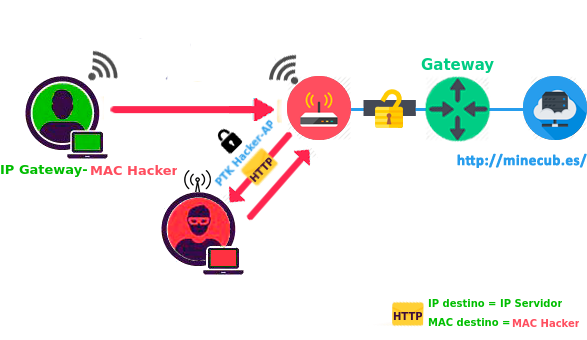 Gateway
PTK Hacker-AP
HTTP
http://minecub.es/
IP Gateway- MAC Hacker
HTTP
IP destino = IP Servidor
MAC destino = MAC Hacker